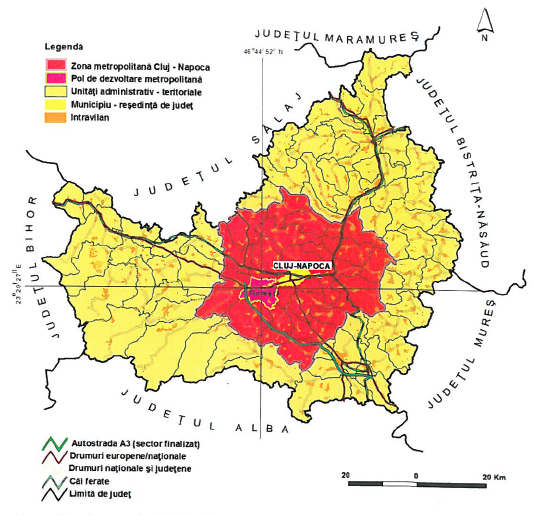 JUDEŢUL MARAMUREŞ
N
Legendă
46°44'52" N
Zona metropolitană Cluj - Napoca
Pol de dezvoltare metropolitană
Unităţi administrativ - teritoriale
Municipiu - reşedinţă de judeţ
Intravilan
JUDEŢUL SĂLAJ
JUDEŢUL BISTRIŢA-NĂSĂUD
JUDEŢUL BIHOR
CLUJ-NAPOCA
23°29'21" E
JUDEŢUL MUREŞ
JUDEŢUL ALBA
Autostrada A3 (sector finalizat)
Drumuri europene/naţionale
Drumuri naţionale şi judeţene
Căi ferate
Limită de judeţ
20 0 20 Km